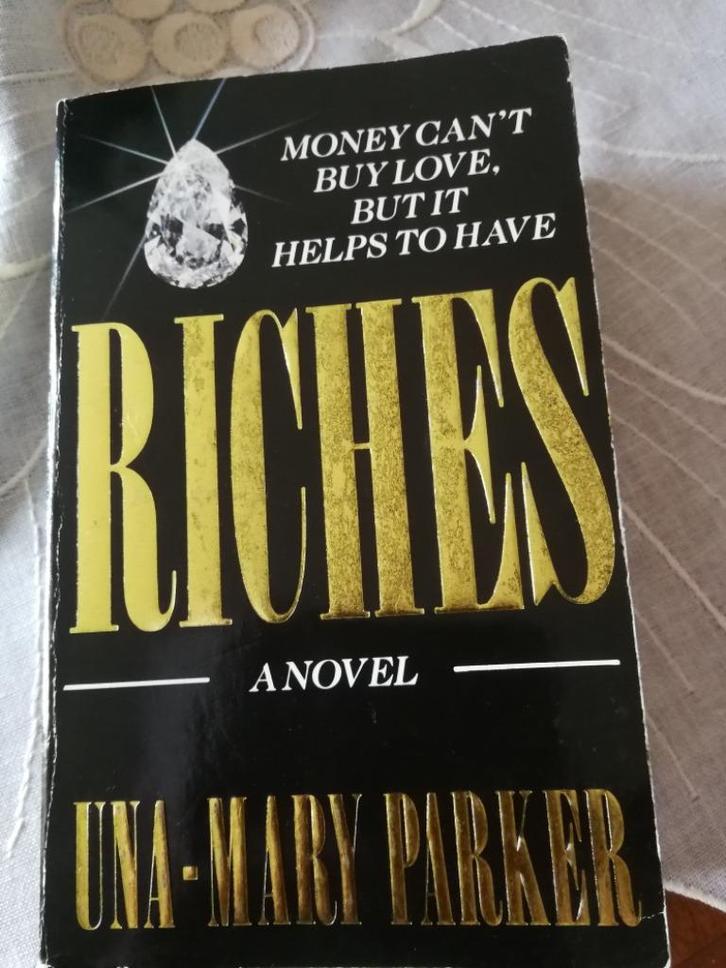 MONEY CAN'T
BUY LOVE,
BUT IT
HELPS TO HAVE
RICHES
A NOVEL
UNA-MARY PARKER